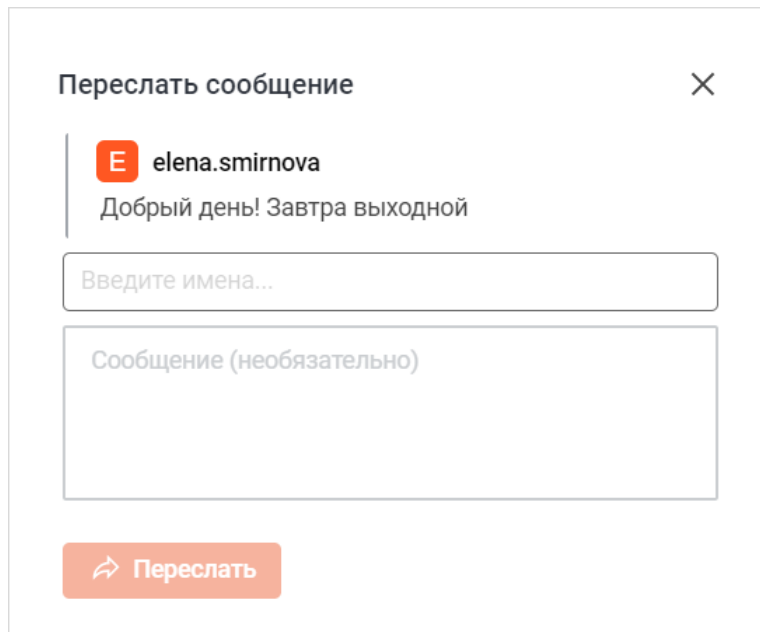 Переслать сообщение
E elena.smirnova
Добрый день! Завтра выходной
Введите имена...
Сообщение (необязательно)
Переслать